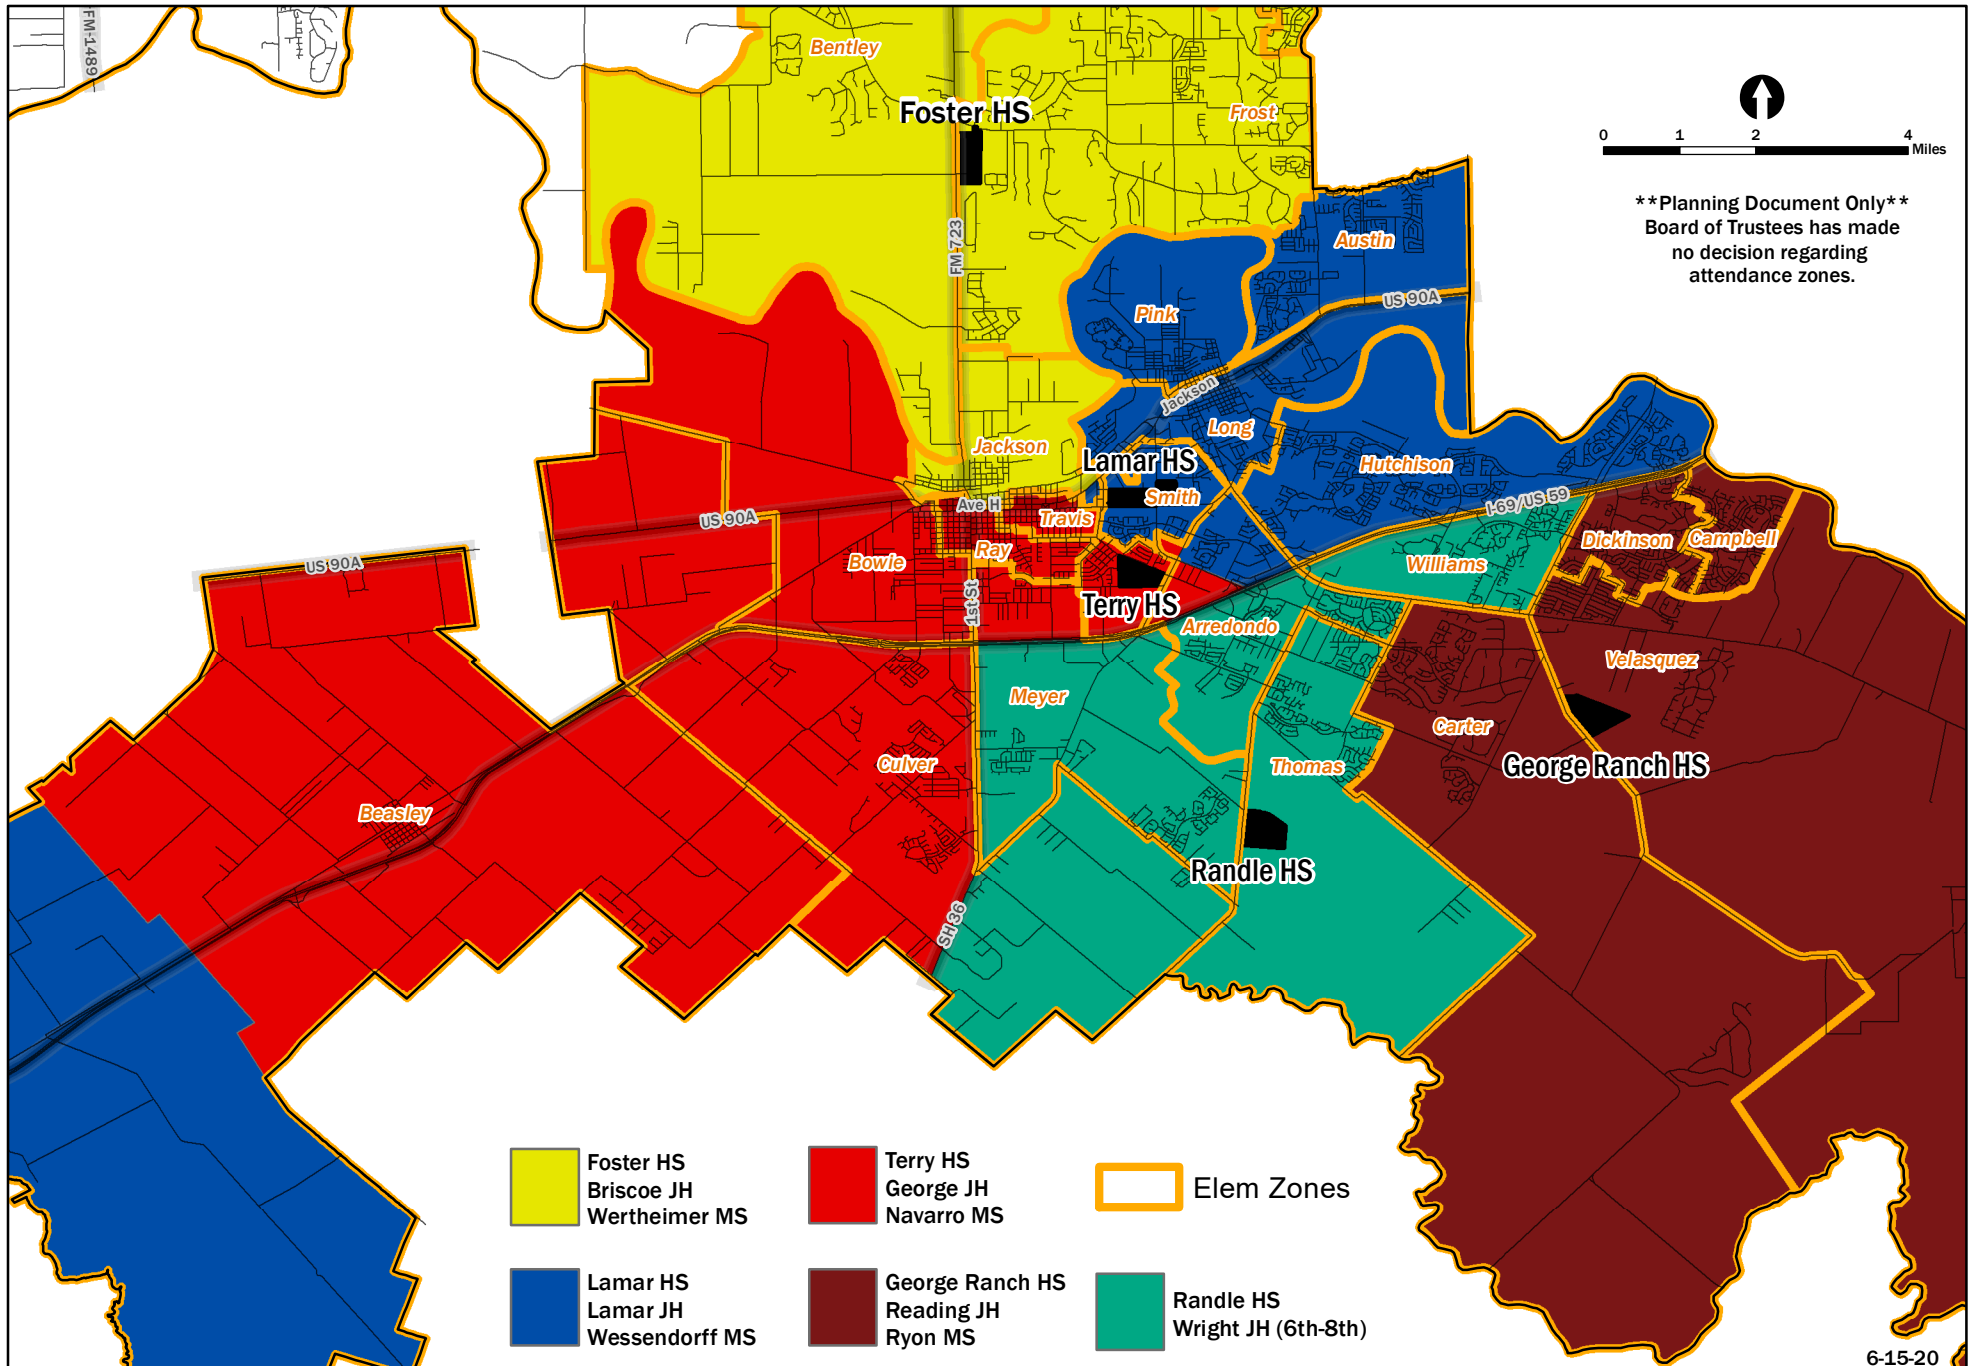 FM-1489
Bentley
Foster HS
Frost
0 1 2 4
Miles
**Planning Document Only**
Board of Trustees has made
no decision regarding
attendance zones.
FM 723
Austin
US 90A
Pink
Jackson
Long
Jackson
Lamar HS
Hutchison
Smith
I-69/US 59
Ave H
US 90A
Travis
Ray
Bowie
US 90A
Dickinson
Campbell
Williams
1st St
Terry HS
Arredondo
Velasquez
Meyer
Carter
Culver
Thomas
George Ranch HS
Beasley
Randle HS
SH 36
Foster HS
Briscoe JH
Wertheimer MS
Terry HS
George JH
Navarro MS
Elem Zones
Lamar HS
Lamar JH
Wessendorff MS
George Ranch HS
Reading JH
Ryon MS
Randle HS
Wright JH (6th-8th)
6-15-20